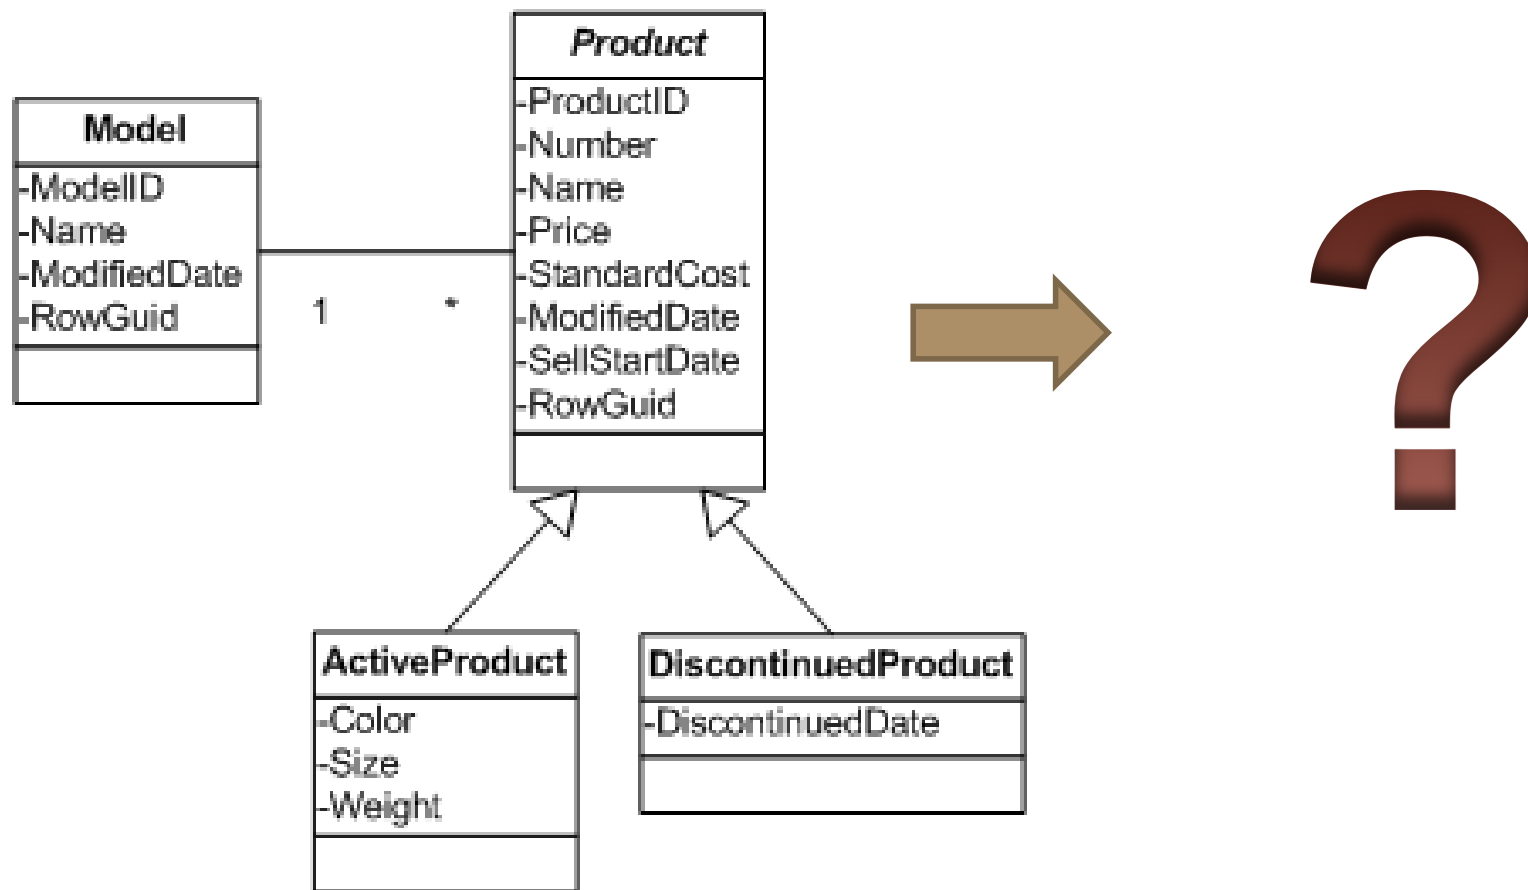 Model
-ModelID
-Name
-ModifiedDate
-RowGuid
1
*
Product
-ProductID
-Number
-Name
-Price
-StandardCost
-ModifiedDate
-SellStartDate
-RowGuid
ActiveProduct
-Color
-Size
-Weight
DiscontinuedProduct
-DiscontinuedDate
?